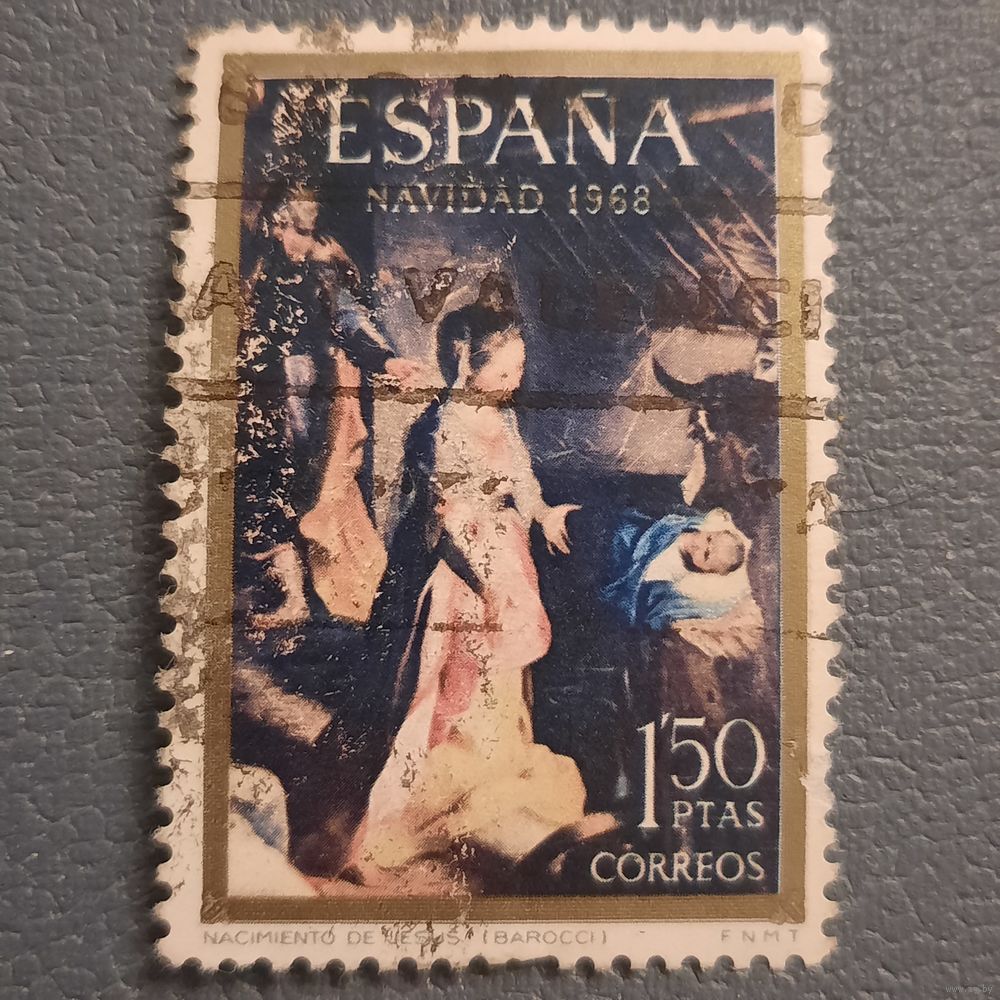 ESPAÑA
NAVIDAD 1968
1'50
PTAS
CORREOS
NACIMIENTO DE JESUS (BAROCCI) F N M T